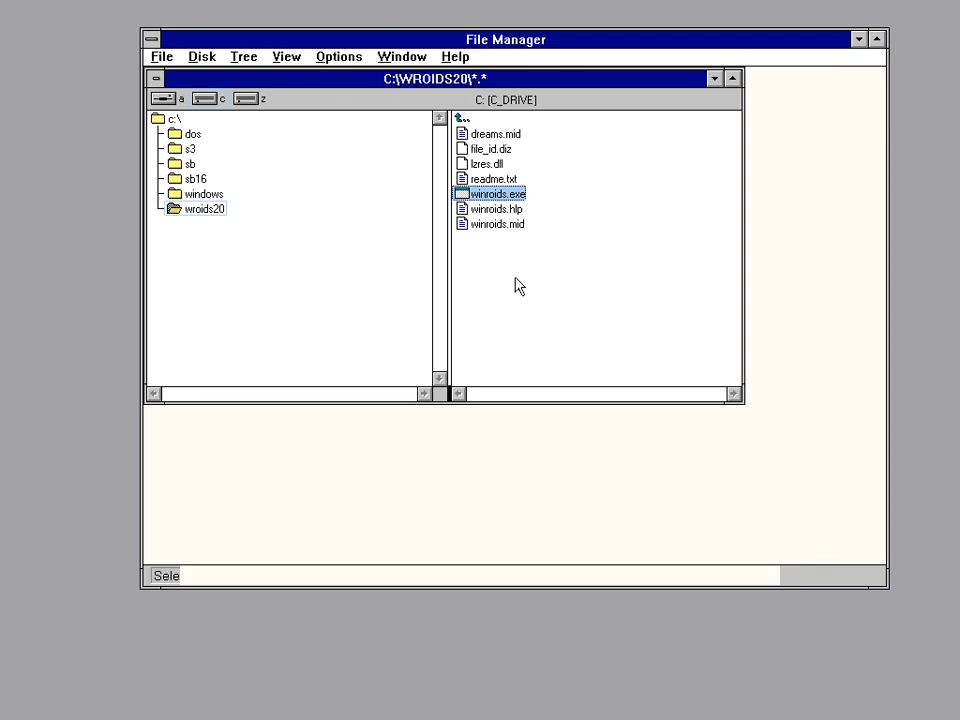 File Manager
File Disk Tree View Options Window Help
C:\WROIDS20\*.*
a c z C: [C_DRIVE]
c:\
dos
s3
sb
sb16
windows
wroids20
..
dreams.mid
file_id.diz
lzres.dll
readme.txt
winroids.exe
winroids.hlp
winroids.mid
Sele